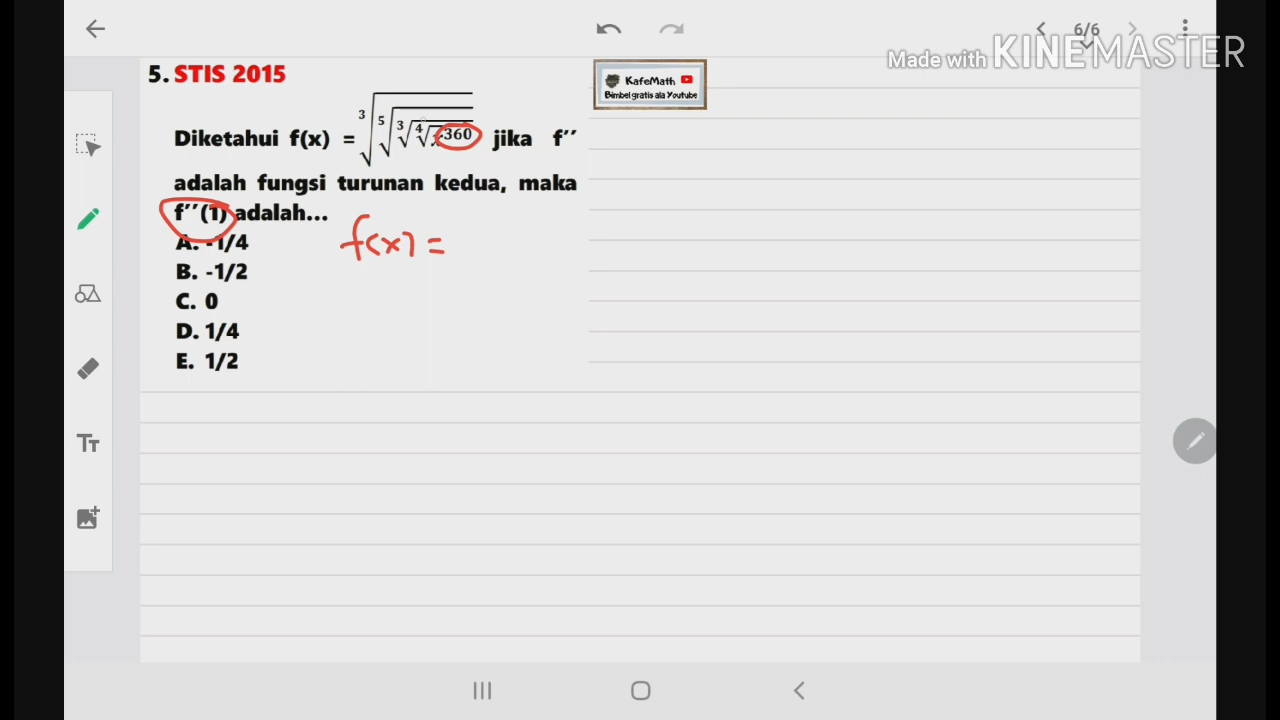 6/6
Made with KINEMASTER
5. STIS 2015
KafeMath
Bimbel gratis ala Youtube
Diketahui f(x) = ∛(⁵√(∛(⁴√(x³⁶⁰)))) jika f′′
adalah fungsi turunan kedua, maka
f′′(1) adalah...
f(x) =
A. -1/4
B. -1/2
C. 0
D. 1/4
E. 1/2
Tт